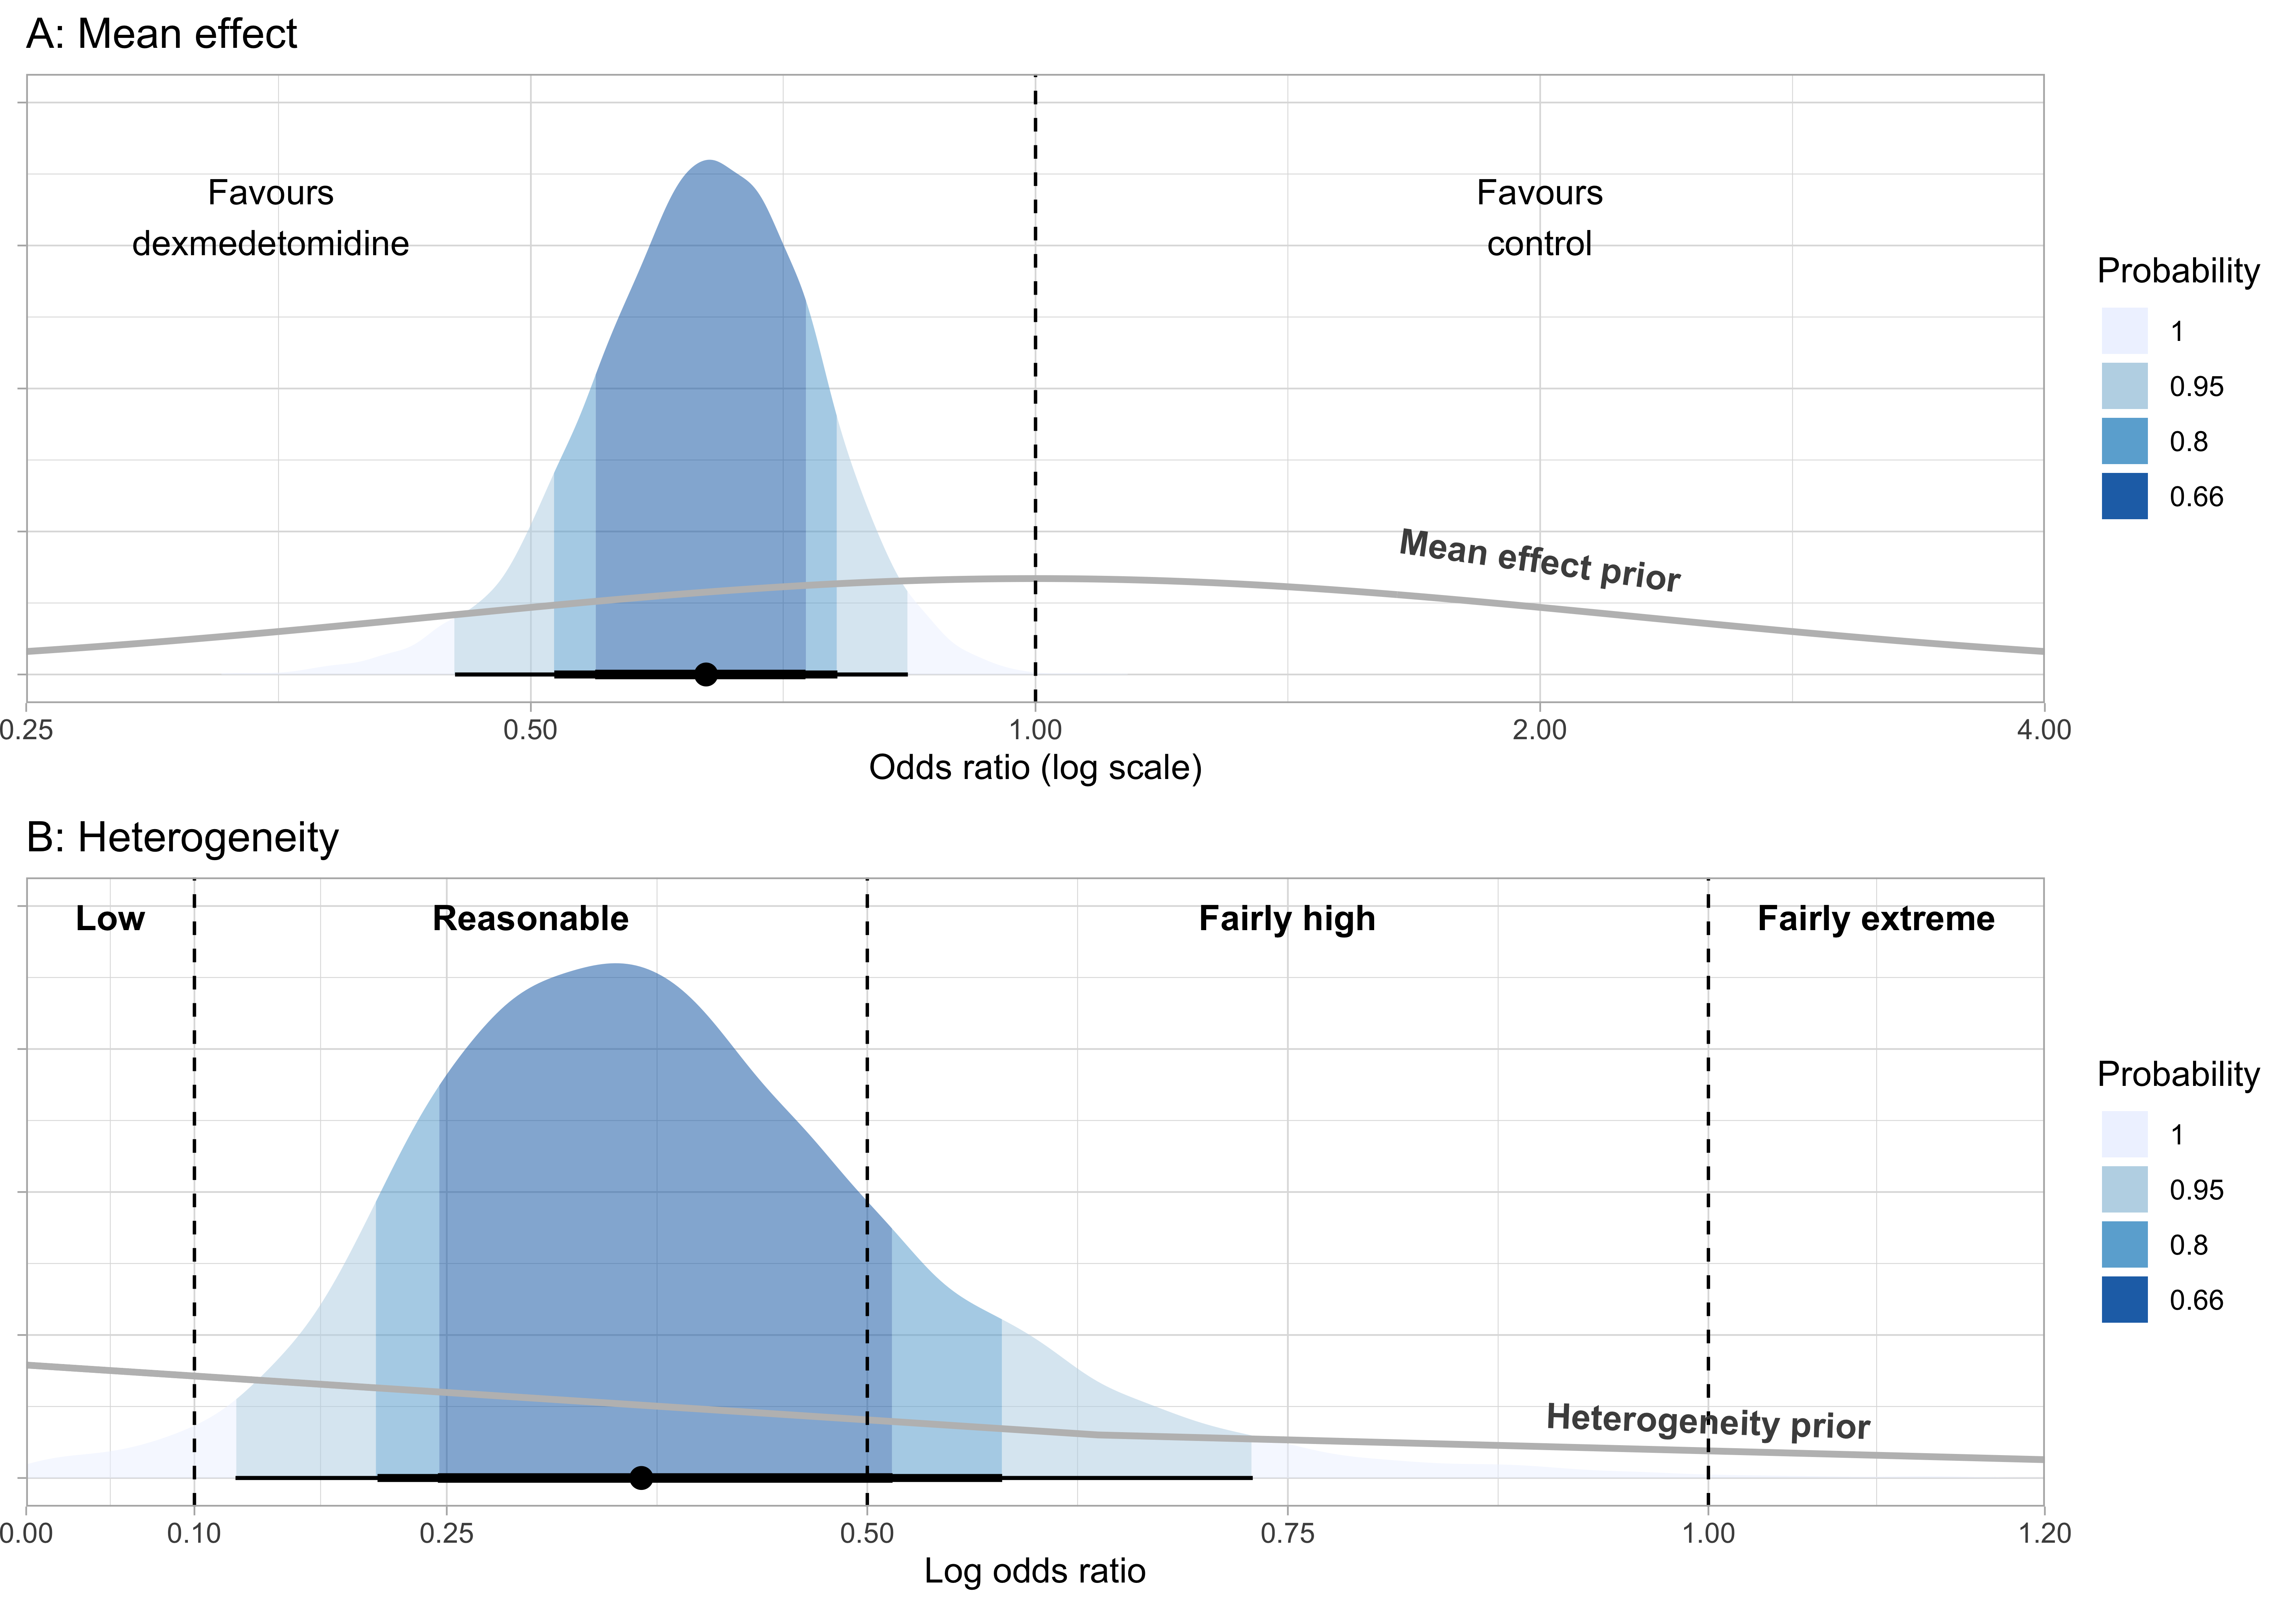 A: Mean effect
Favours
dexmedetomidine
Favours
control
Mean effect prior
Probability
1
0.95
0.8
0.66
0.25
0.50
1.00
2.00
4.00
Odds ratio (log scale)
B: Heterogeneity
Low
Reasonable
Fairly high
Fairly extreme
Heterogeneity prior
Probability
1
0.95
0.8
0.66
0.00
0.10
0.25
0.50
0.75
1.00
1.20
Log odds ratio